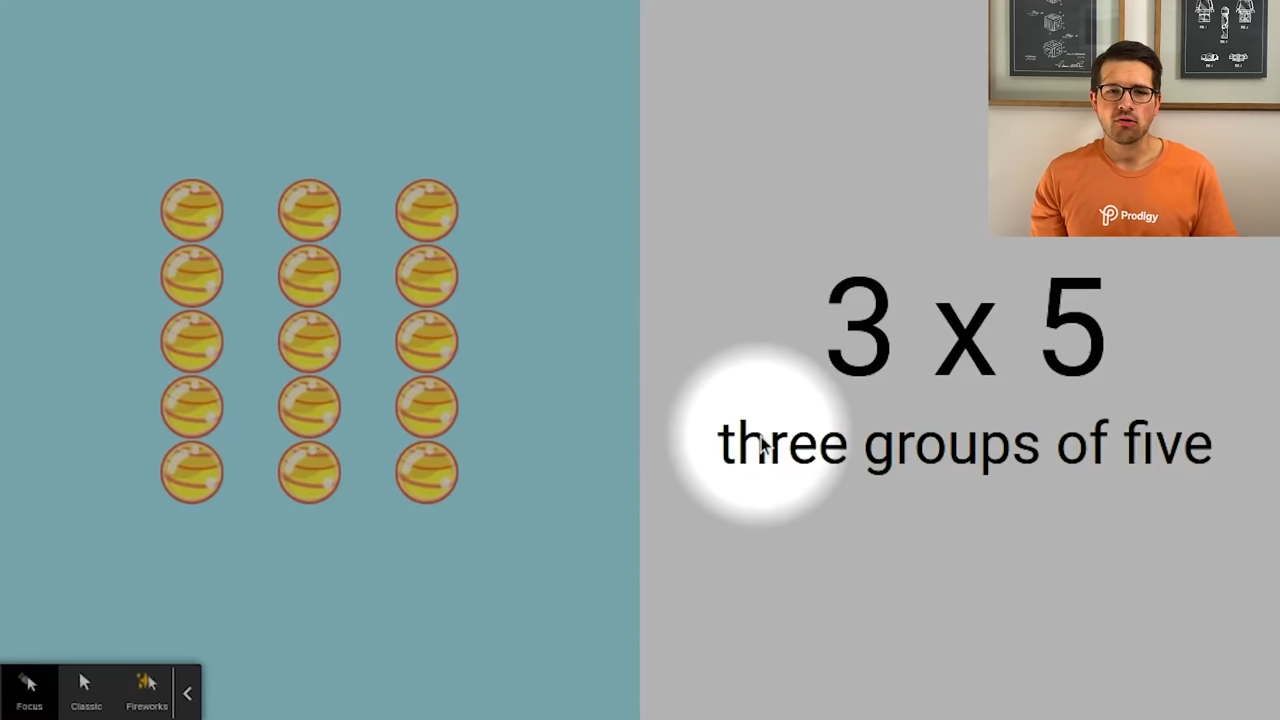 Prodigy
3 x 5
three groups of five
Focus
Classic
Fireworks